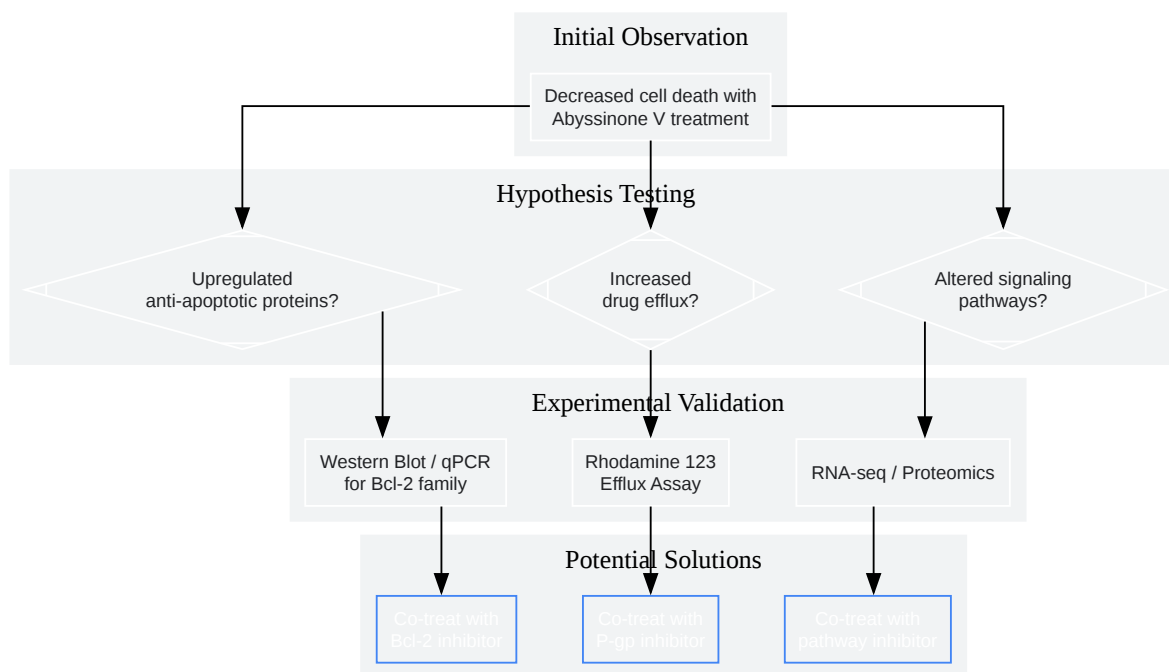 Initial Observation
Decreased cell death with
Abyssinone V treatment
Hypothesis Testing
Upregulated
anti-apoptotic proteins?
Increased
drug efflux?
Altered signaling
pathways?
Experimental Validation
Western Blot / qPCR
for Bcl-2 family
Rhodamine 123
Efflux Assay
RNA-seq / Proteomics
Potential Solutions
Co-treat with
Bcl-2 inhibitor
Co-treat with
P-gp inhibitor
Co-treat with
pathway inhibitor